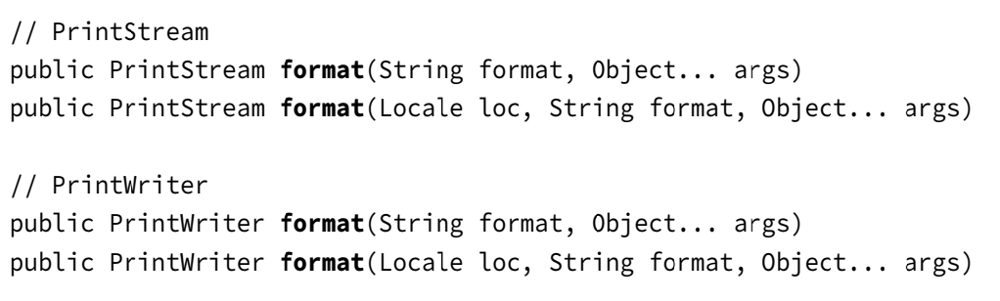 // PrintStream
public PrintStream format(String format, Object... args)
public PrintStream format(Locale loc, String format, Object... args)
// PrintWriter
public PrintWriter format(String format, Object... args)
public PrintWriter format(Locale loc, String format, Object... args)